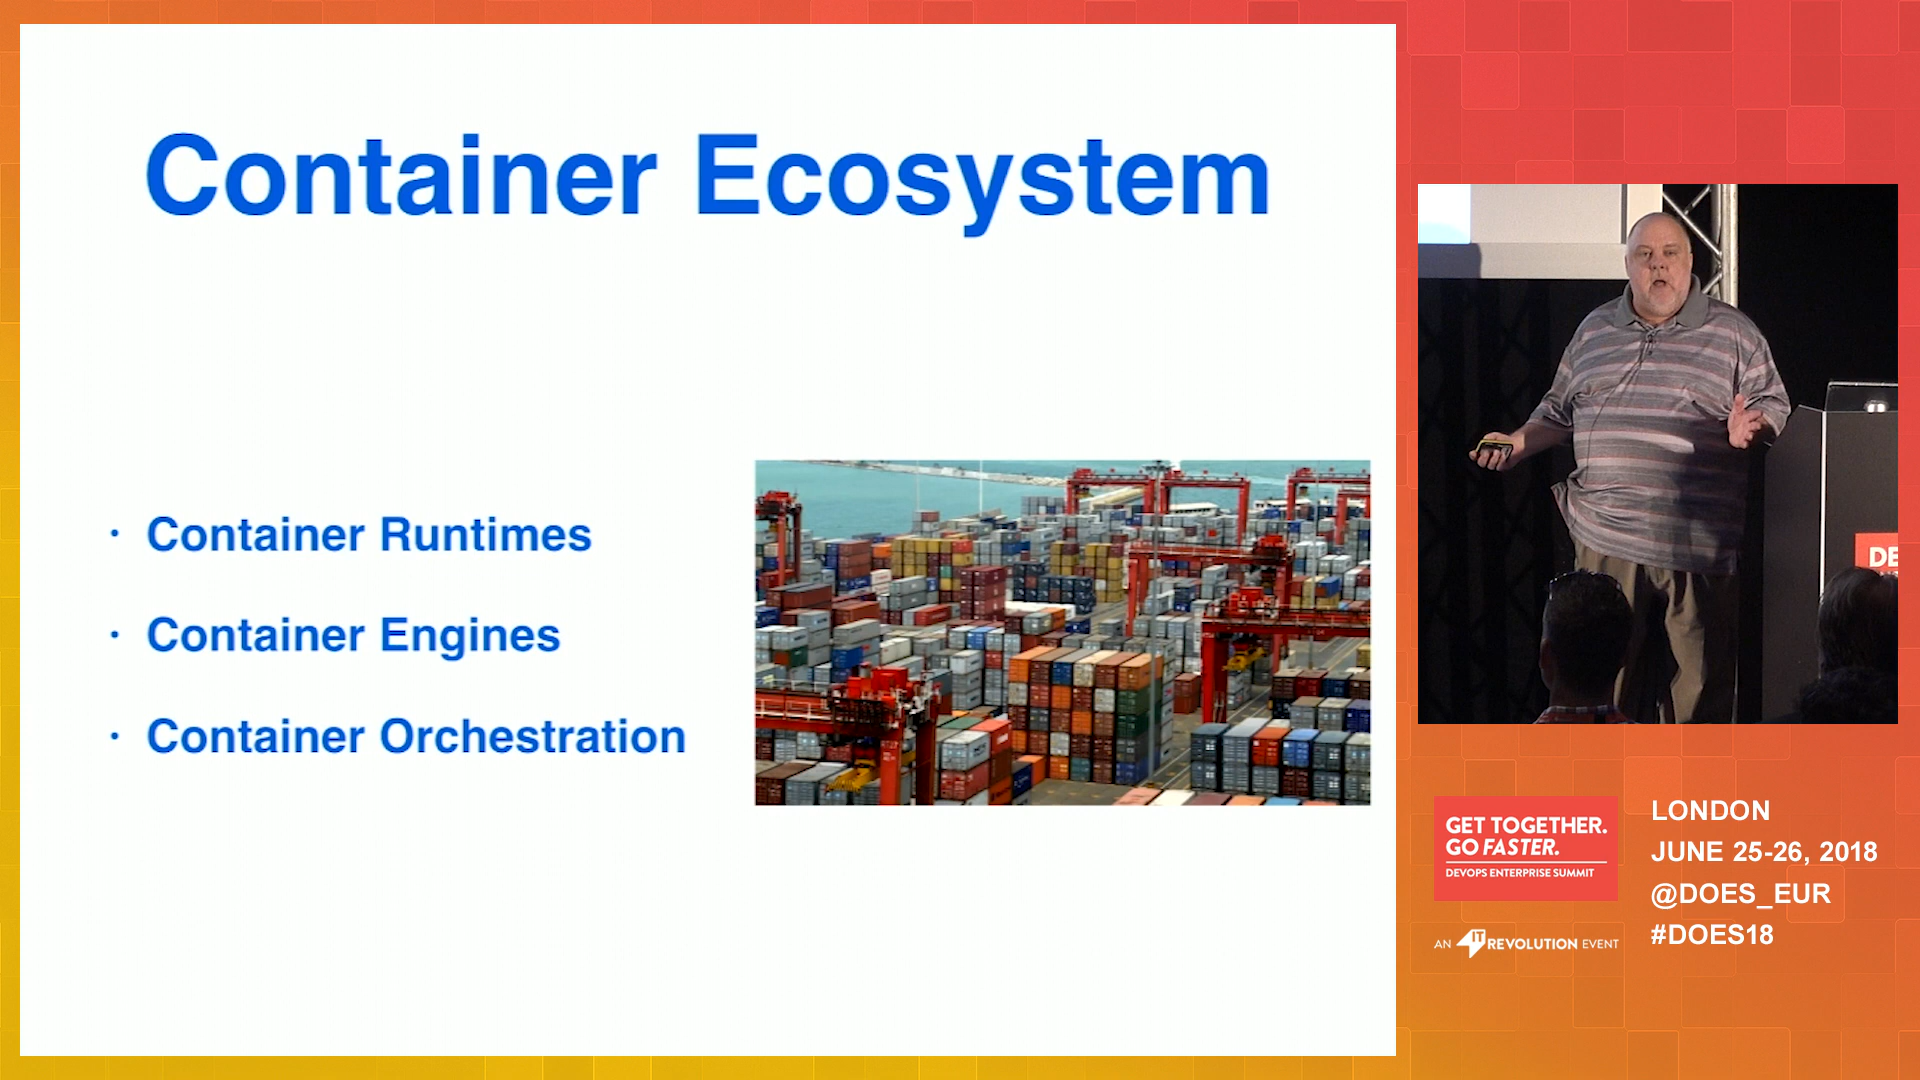 Container Ecosystem
· Container Runtimes
· Container Engines
· Container Orchestration
DE
GET TOGETHER.
GO FASTER.
DEVOPS ENTERPRISE SUMMIT
AN IT REVOLUTION EVENT
LONDON
JUNE 25-26, 2018
@DOES_EUR
#DOES18